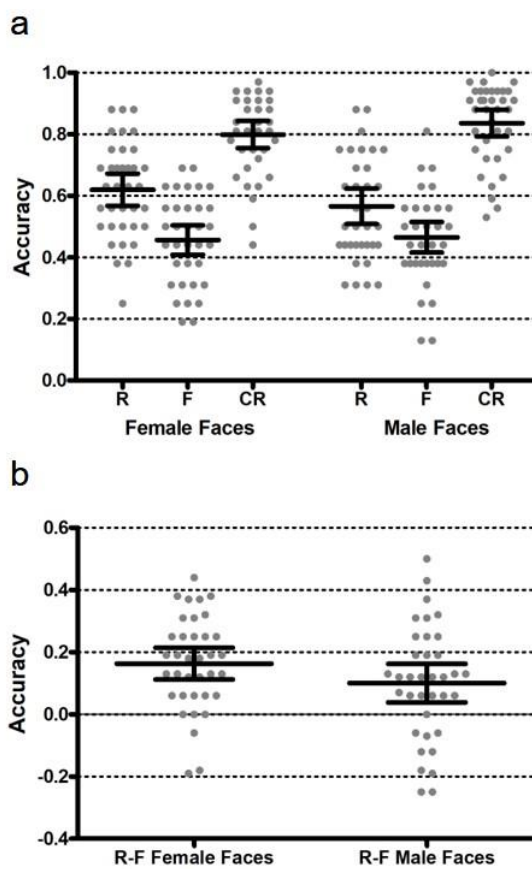 a
1.0
0.8
0.6
0.4
0.2
0.0
Accuracy
R F CR R F CR
Female Faces Male Faces
b
0.6
0.4
0.2
0.0
-0.2
-0.4
Accuracy
R-F Female Faces R-F Male Faces